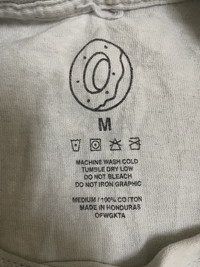 M
MACHINE WASH COLD
TUMBLE DRY LOW
DO NOT BLEACH
DO NOT IRON GRAPHIC
MEDIUM / 100% COTTON
MADE IN HONDURAS
OFWGKTA